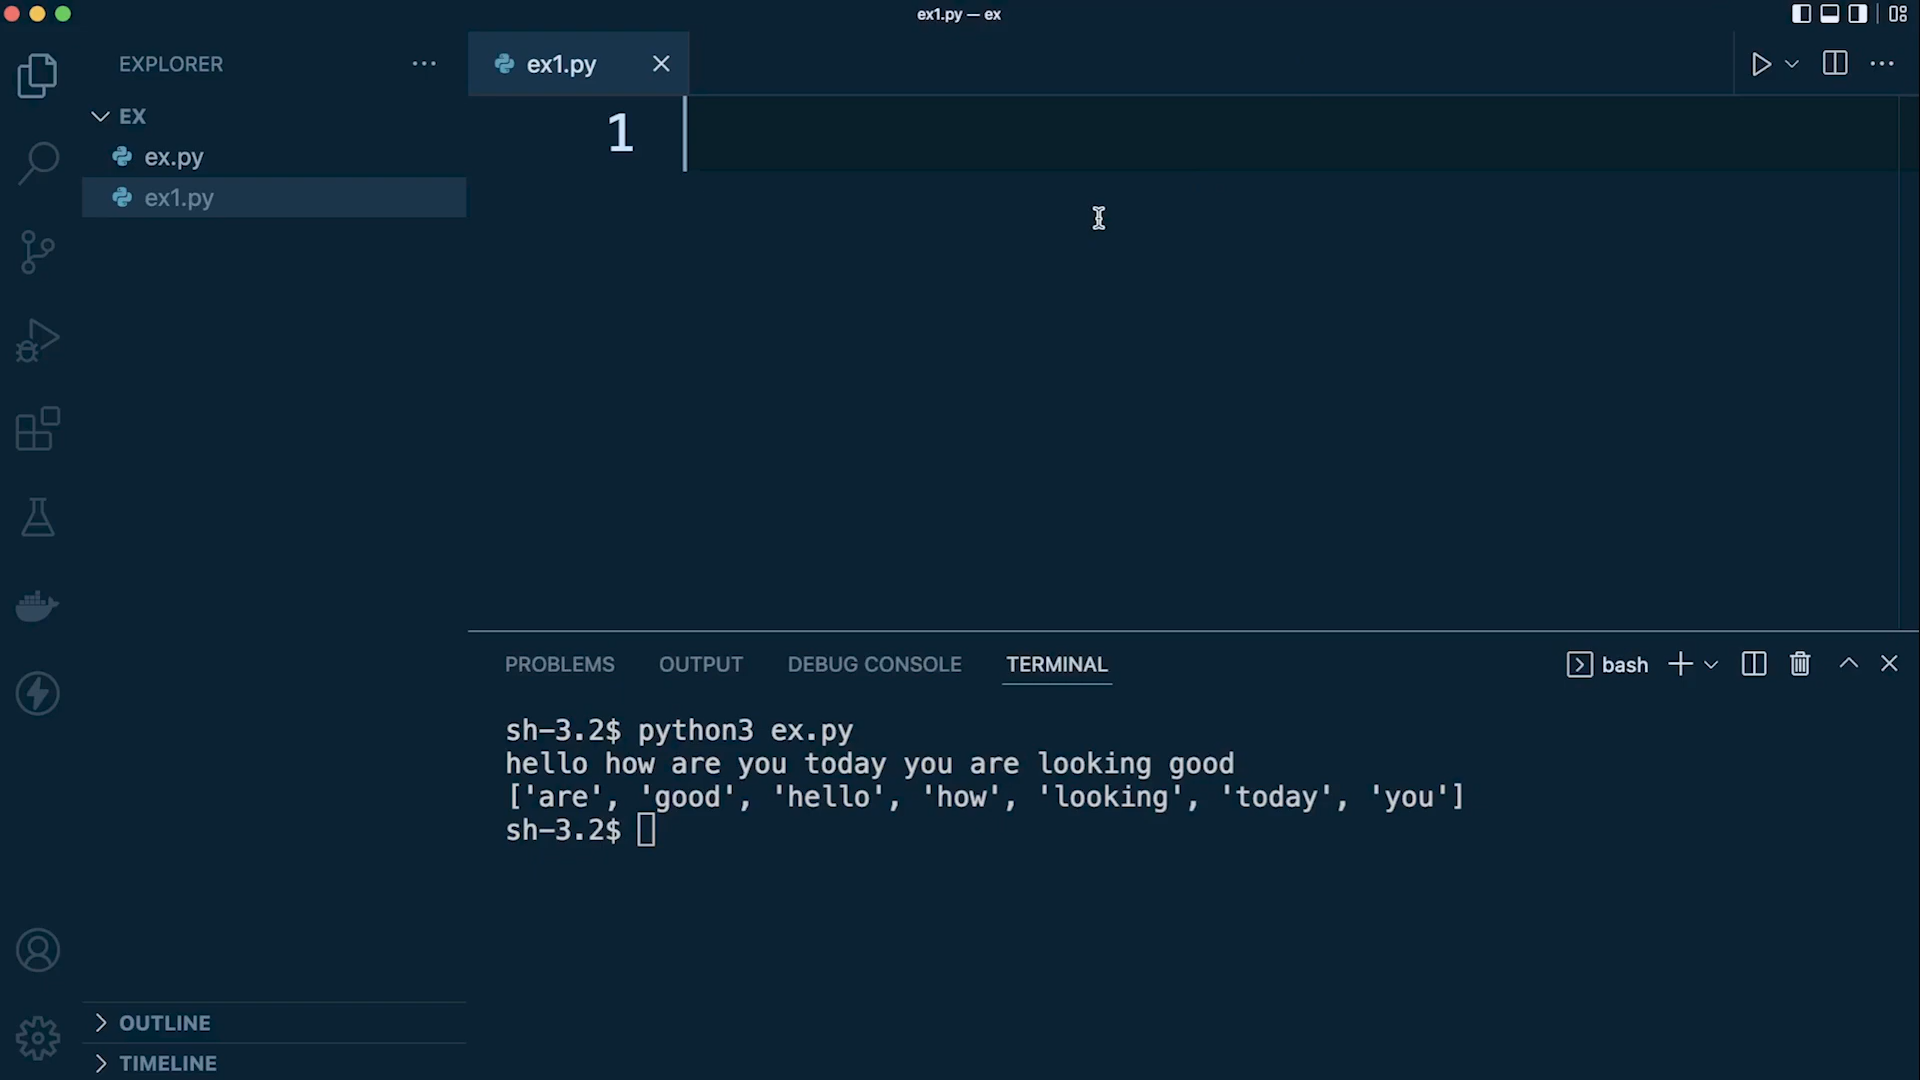 ex1.py — ex
EXPLORER
EX
ex.py
ex1.py
OUTLINE
TIMELINE
ex1.py
1
PROBLEMS OUTPUT DEBUG CONSOLE TERMINAL
bash
sh-3.2$ python3 ex.py
hello how are you today you are looking good
['are', 'good', 'hello', 'how', 'looking', 'today', 'you']
sh-3.2$